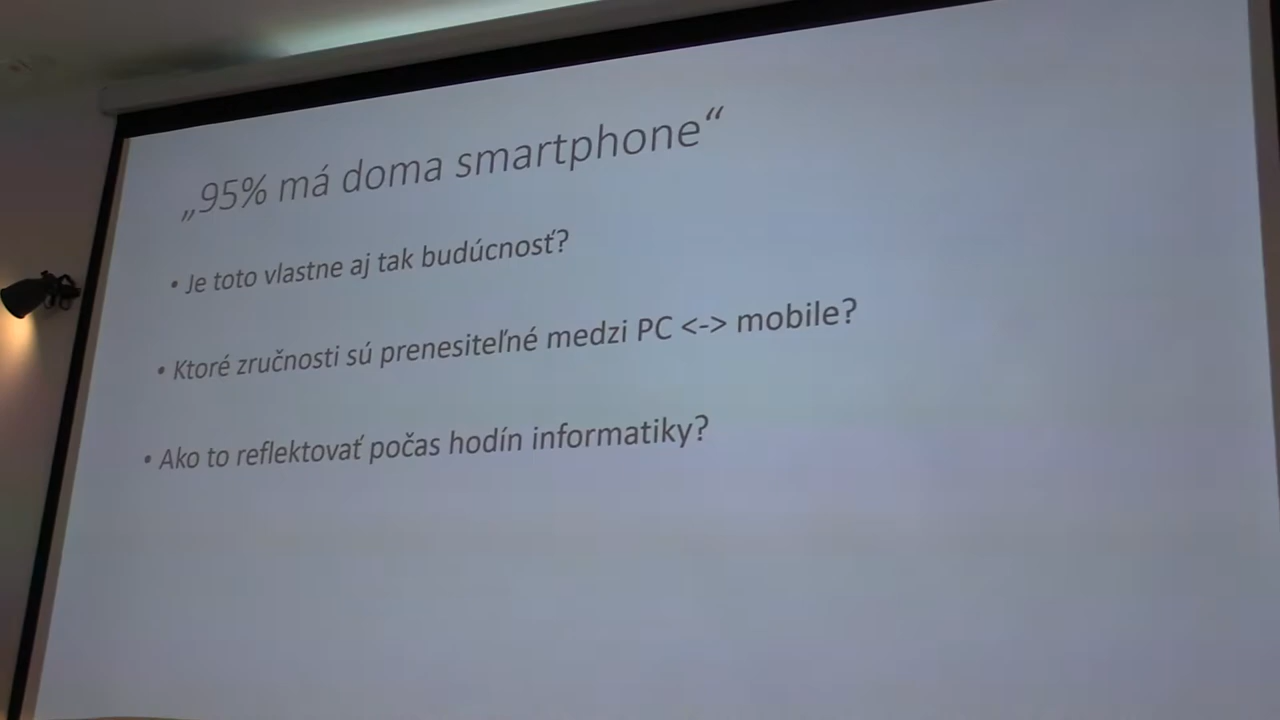 „95% má doma smartphone“
• Je toto vlastne aj tak budúcnosť?
• Ktoré zručnosti sú prenesiteľné medzi PC <-> mobile?
• Ako to reflektovať počas hodín informatiky?